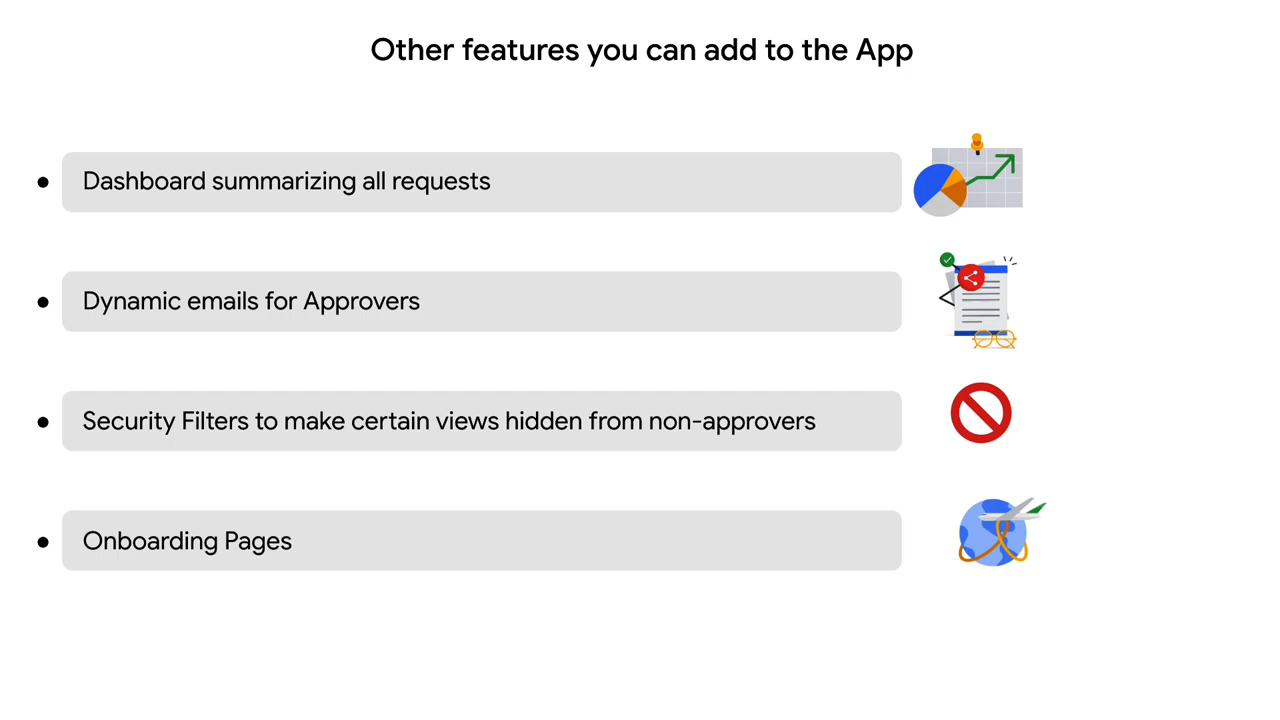 Other features you can add to the App
Dashboard summarizing all requests
Dynamic emails for Approvers
Security Filters to make certain views hidden from non-approvers
Onboarding Pages